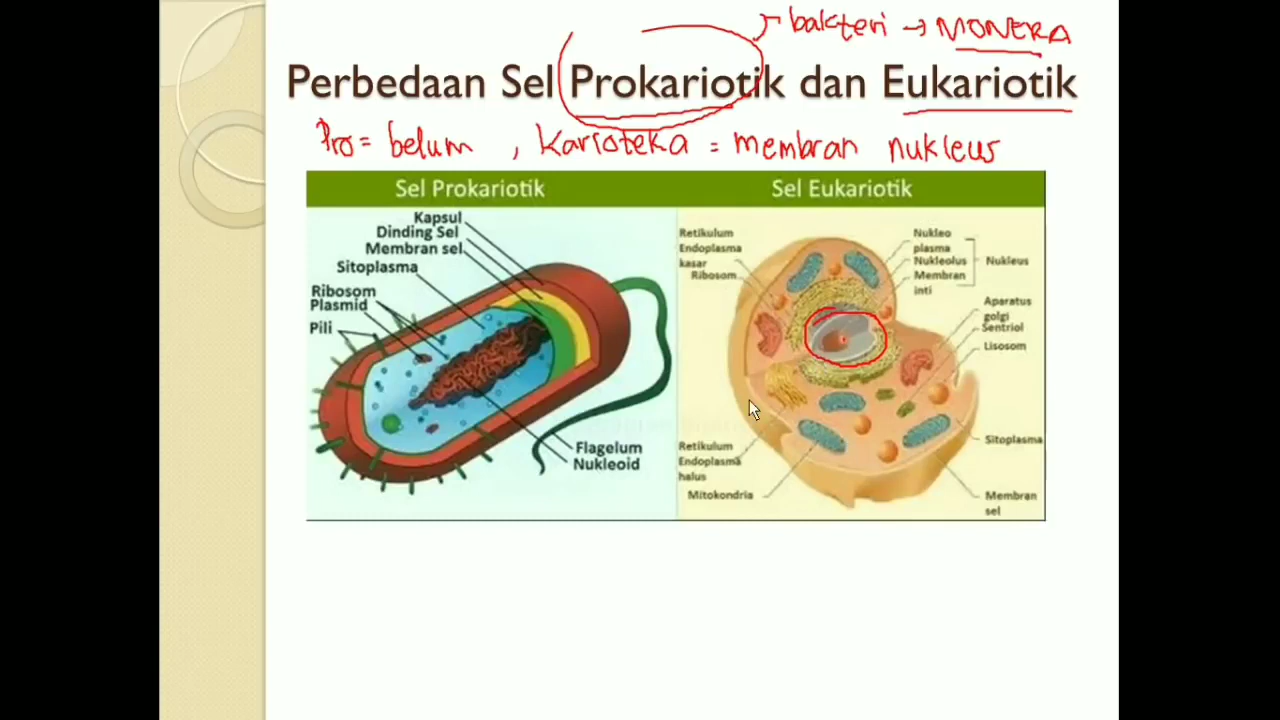 bakteri → MONERA
Perbedaan Sel Prokariotik dan Eukariotik
Pro = belum , Karioteka = membran nukleus
Sel Prokariotik
Kapsul
Dinding Sel
Membran sel
Sitoplasma
Ribosom
Plasmid
Pili
Flagelum
Nukleoid
Sel Eukariotik
Retikulum
Endoplasma
kasar
Ribosom
Nukleo
plasma
Nukleolus
Membran
inti
Nukleus
Aparatus
golgi
Sentriol
Lisosom
Sitoplasma
Membran
sel
Retikulum
Endoplasma
halus
Mitokondria